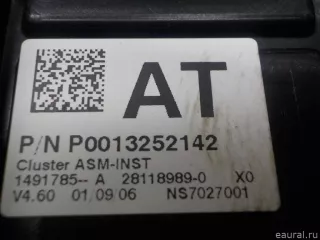 AT
P/N P0013252142
Cluster ASM-INST
1491785-- A 28118989-0 X0
V4.60 01/09/06 NS7027001
eaural.ru